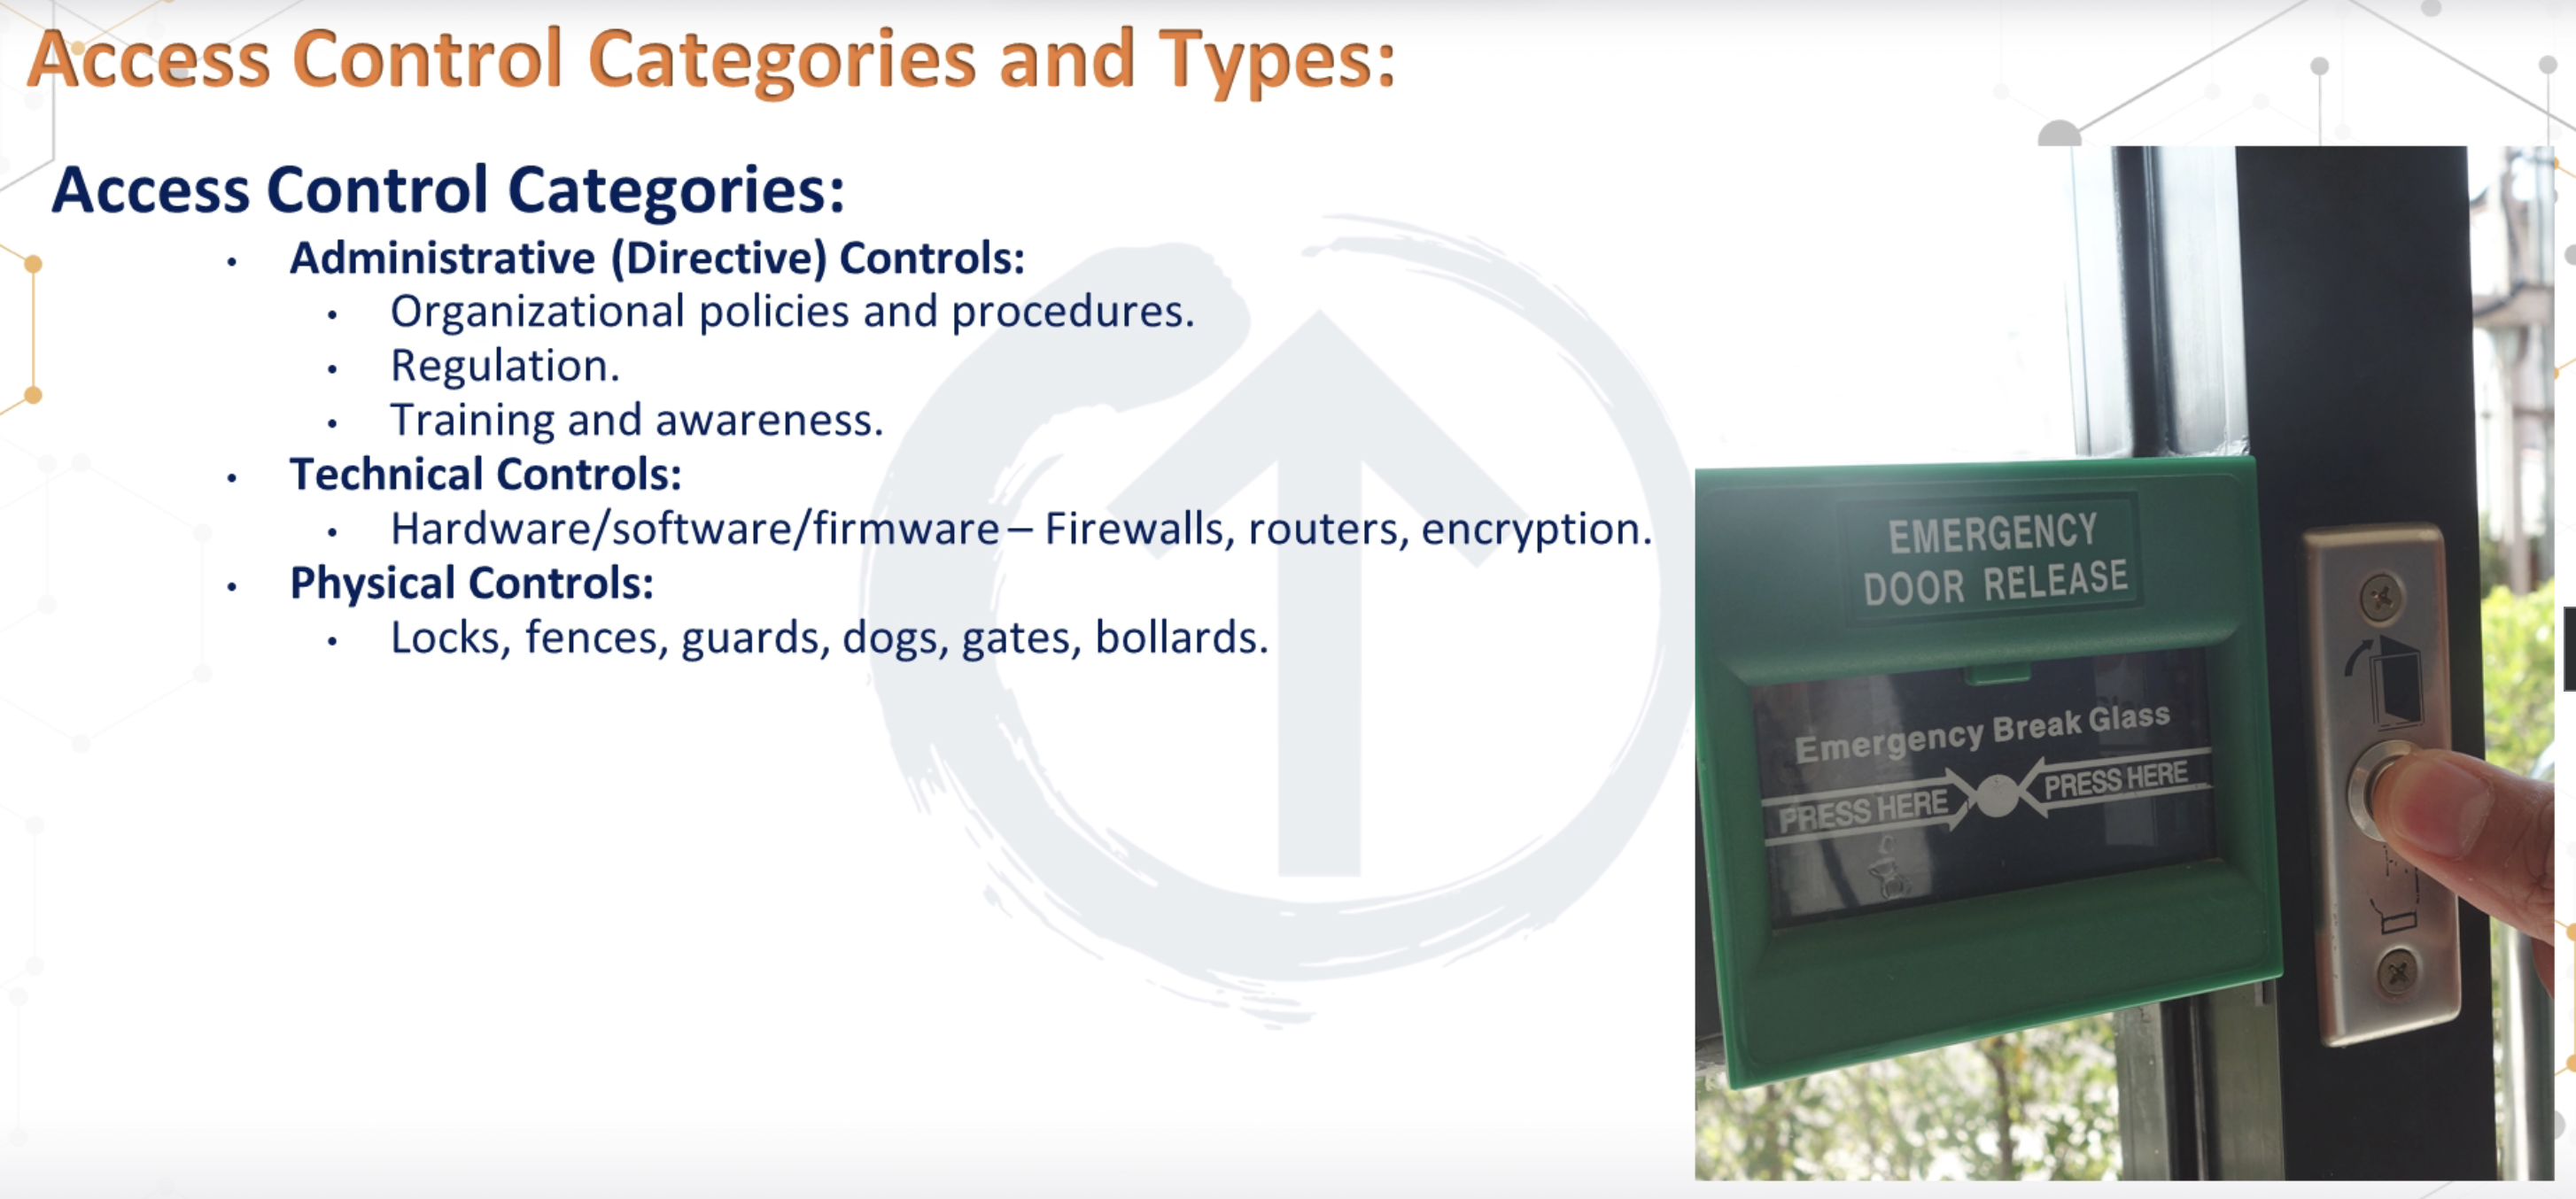 Access Control Categories and Types:
Access Control Categories:
• Administrative (Directive) Controls:
• Organizational policies and procedures.
• Regulation.
• Training and awareness.
• Technical Controls:
• Hardware/software/firmware – Firewalls, routers, encryption.
• Physical Controls:
• Locks, fences, guards, dogs, gates, bollards.
EMERGENCY
DOOR RELEASE
Emergency Break Glass
PRESS HERE PRESS HERE